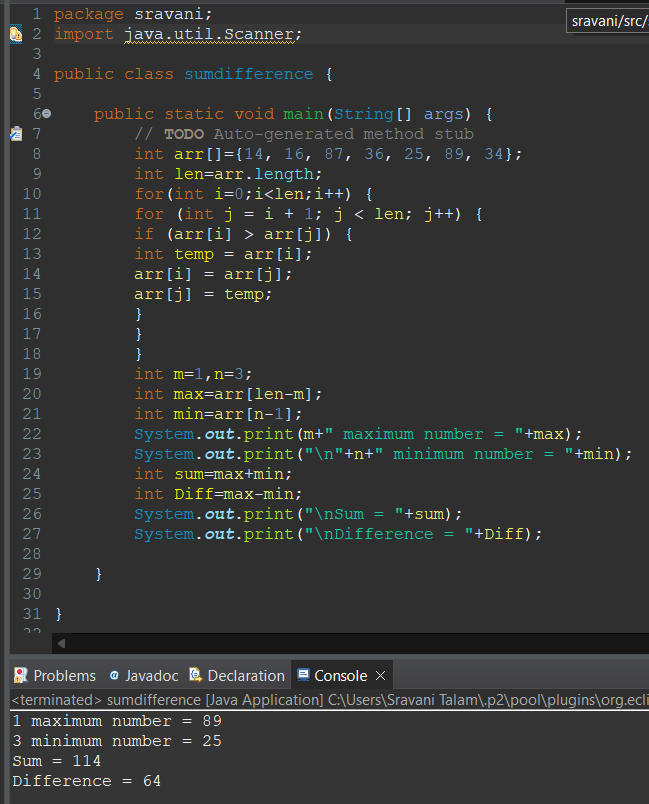 1 package sravani;
sravani/src/
2 import java.util.Scanner;
3
4 public class sumdifference {
5
6 public static void main(String[] args) {
7 // TODO Auto-generated method stub
8 int arr[]={14, 16, 87, 36, 25, 89, 34};
9 int len=arr.length;
10 for(int i=0;i<len;i++) {
11 for (int j = i + 1; j < len; j++) {
12 if (arr[i] > arr[j]) {
13 int temp = arr[i];
14 arr[i] = arr[j];
15 arr[j] = temp;
16 }
17 }
18 }
19 int m=1,n=3;
20 int max=arr[len-m];
21 int min=arr[n-1];
22 System.out.print(m+" maximum number = "+max);
23 System.out.print("\n"+n+" minimum number = "+min);
24 int sum=max+min;
25 int Diff=max-min;
26 System.out.print("\nSum = "+sum);
27 System.out.print("\nDifference = "+Diff);
28
29 }
30
31 }
Problems @ Javadoc Declaration Console
<terminated> sumdifference [Java Application] C:\Users\Sravani Talam\.p2\pool\plugins\org.ecli
1 maximum number = 89
3 minimum number = 25
Sum = 114
Difference = 64